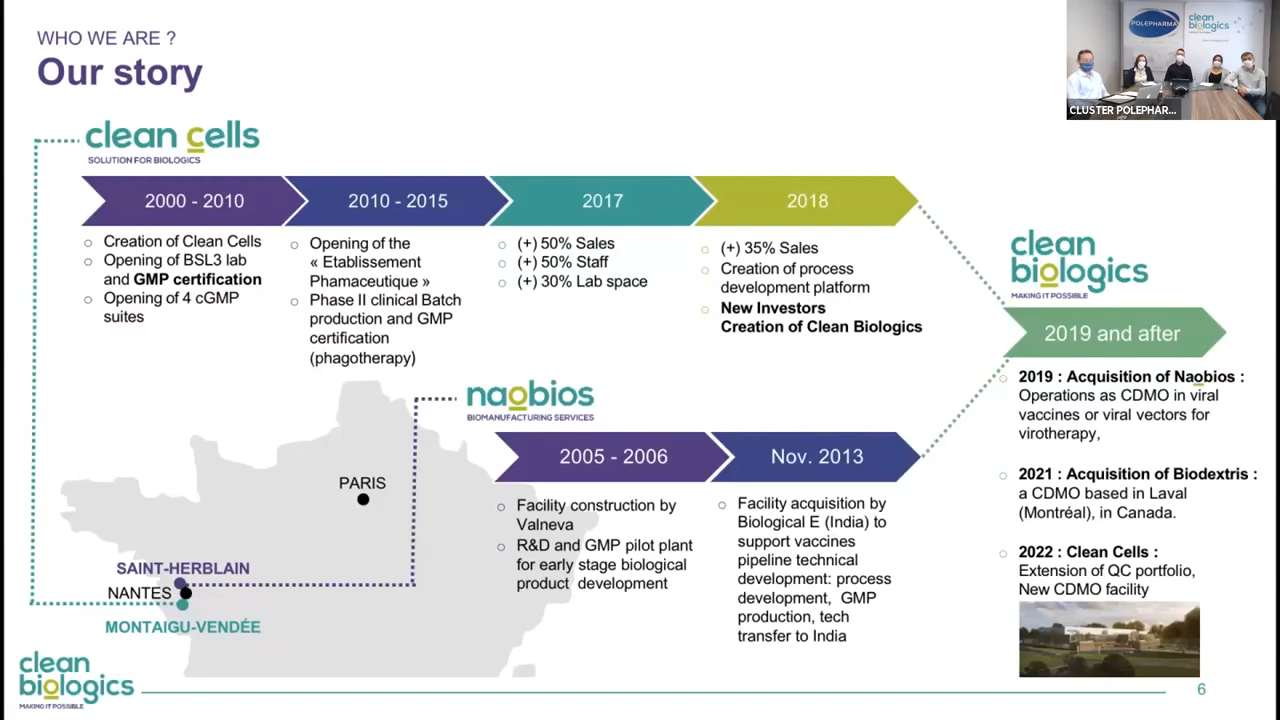 WHO WE ARE ?
Our story
POLEPHARMA
clean
biologics
CLUSTER POLEPHAR...
clean cells
SOLUTION FOR BIOLOGICS
2000 - 2010
Creation of Clean Cells
Opening of BSL3 lab
and GMP certification
Opening of 4 cGMP
suites
2010 - 2015
Opening of the
« Etablissement
Phamaceutique »
Phase II clinical Batch
production and GMP
certification
(phagotherapy)
2017
(+) 50% Sales
(+) 50% Staff
(+) 30% Lab space
2018
(+) 35% Sales
Creation of process
development platform
New Investors
Creation of Clean Biologics
naobios
BIOMANUFACTURING SERVICES
2005 - 2006
Facility construction by
Valneva
R&D and GMP pilot plant
for early stage biological
product development
Nov. 2013
Facility acquisition by
Biological E (India) to
support vaccines
pipeline technical
development: process
development, GMP
production, tech
transfer to India
clean
biologics
MAKING IT POSSIBLE
2019 and after
2019 : Acquisition of Naobios :
Operations as CDMO in viral
vaccines or viral vectors for
virotherapy,
2021 : Acquisition of Biodextris :
a CDMO based in Laval
(Montréal), in Canada.
2022 : Clean Cells :
Extension of QC portfolio,
New CDMO facility
PARIS
SAINT-HERBLAIN
NANTES
MONTAIGU-VENDÉE
clean
biologics
MAKING IT POSSIBLE
6